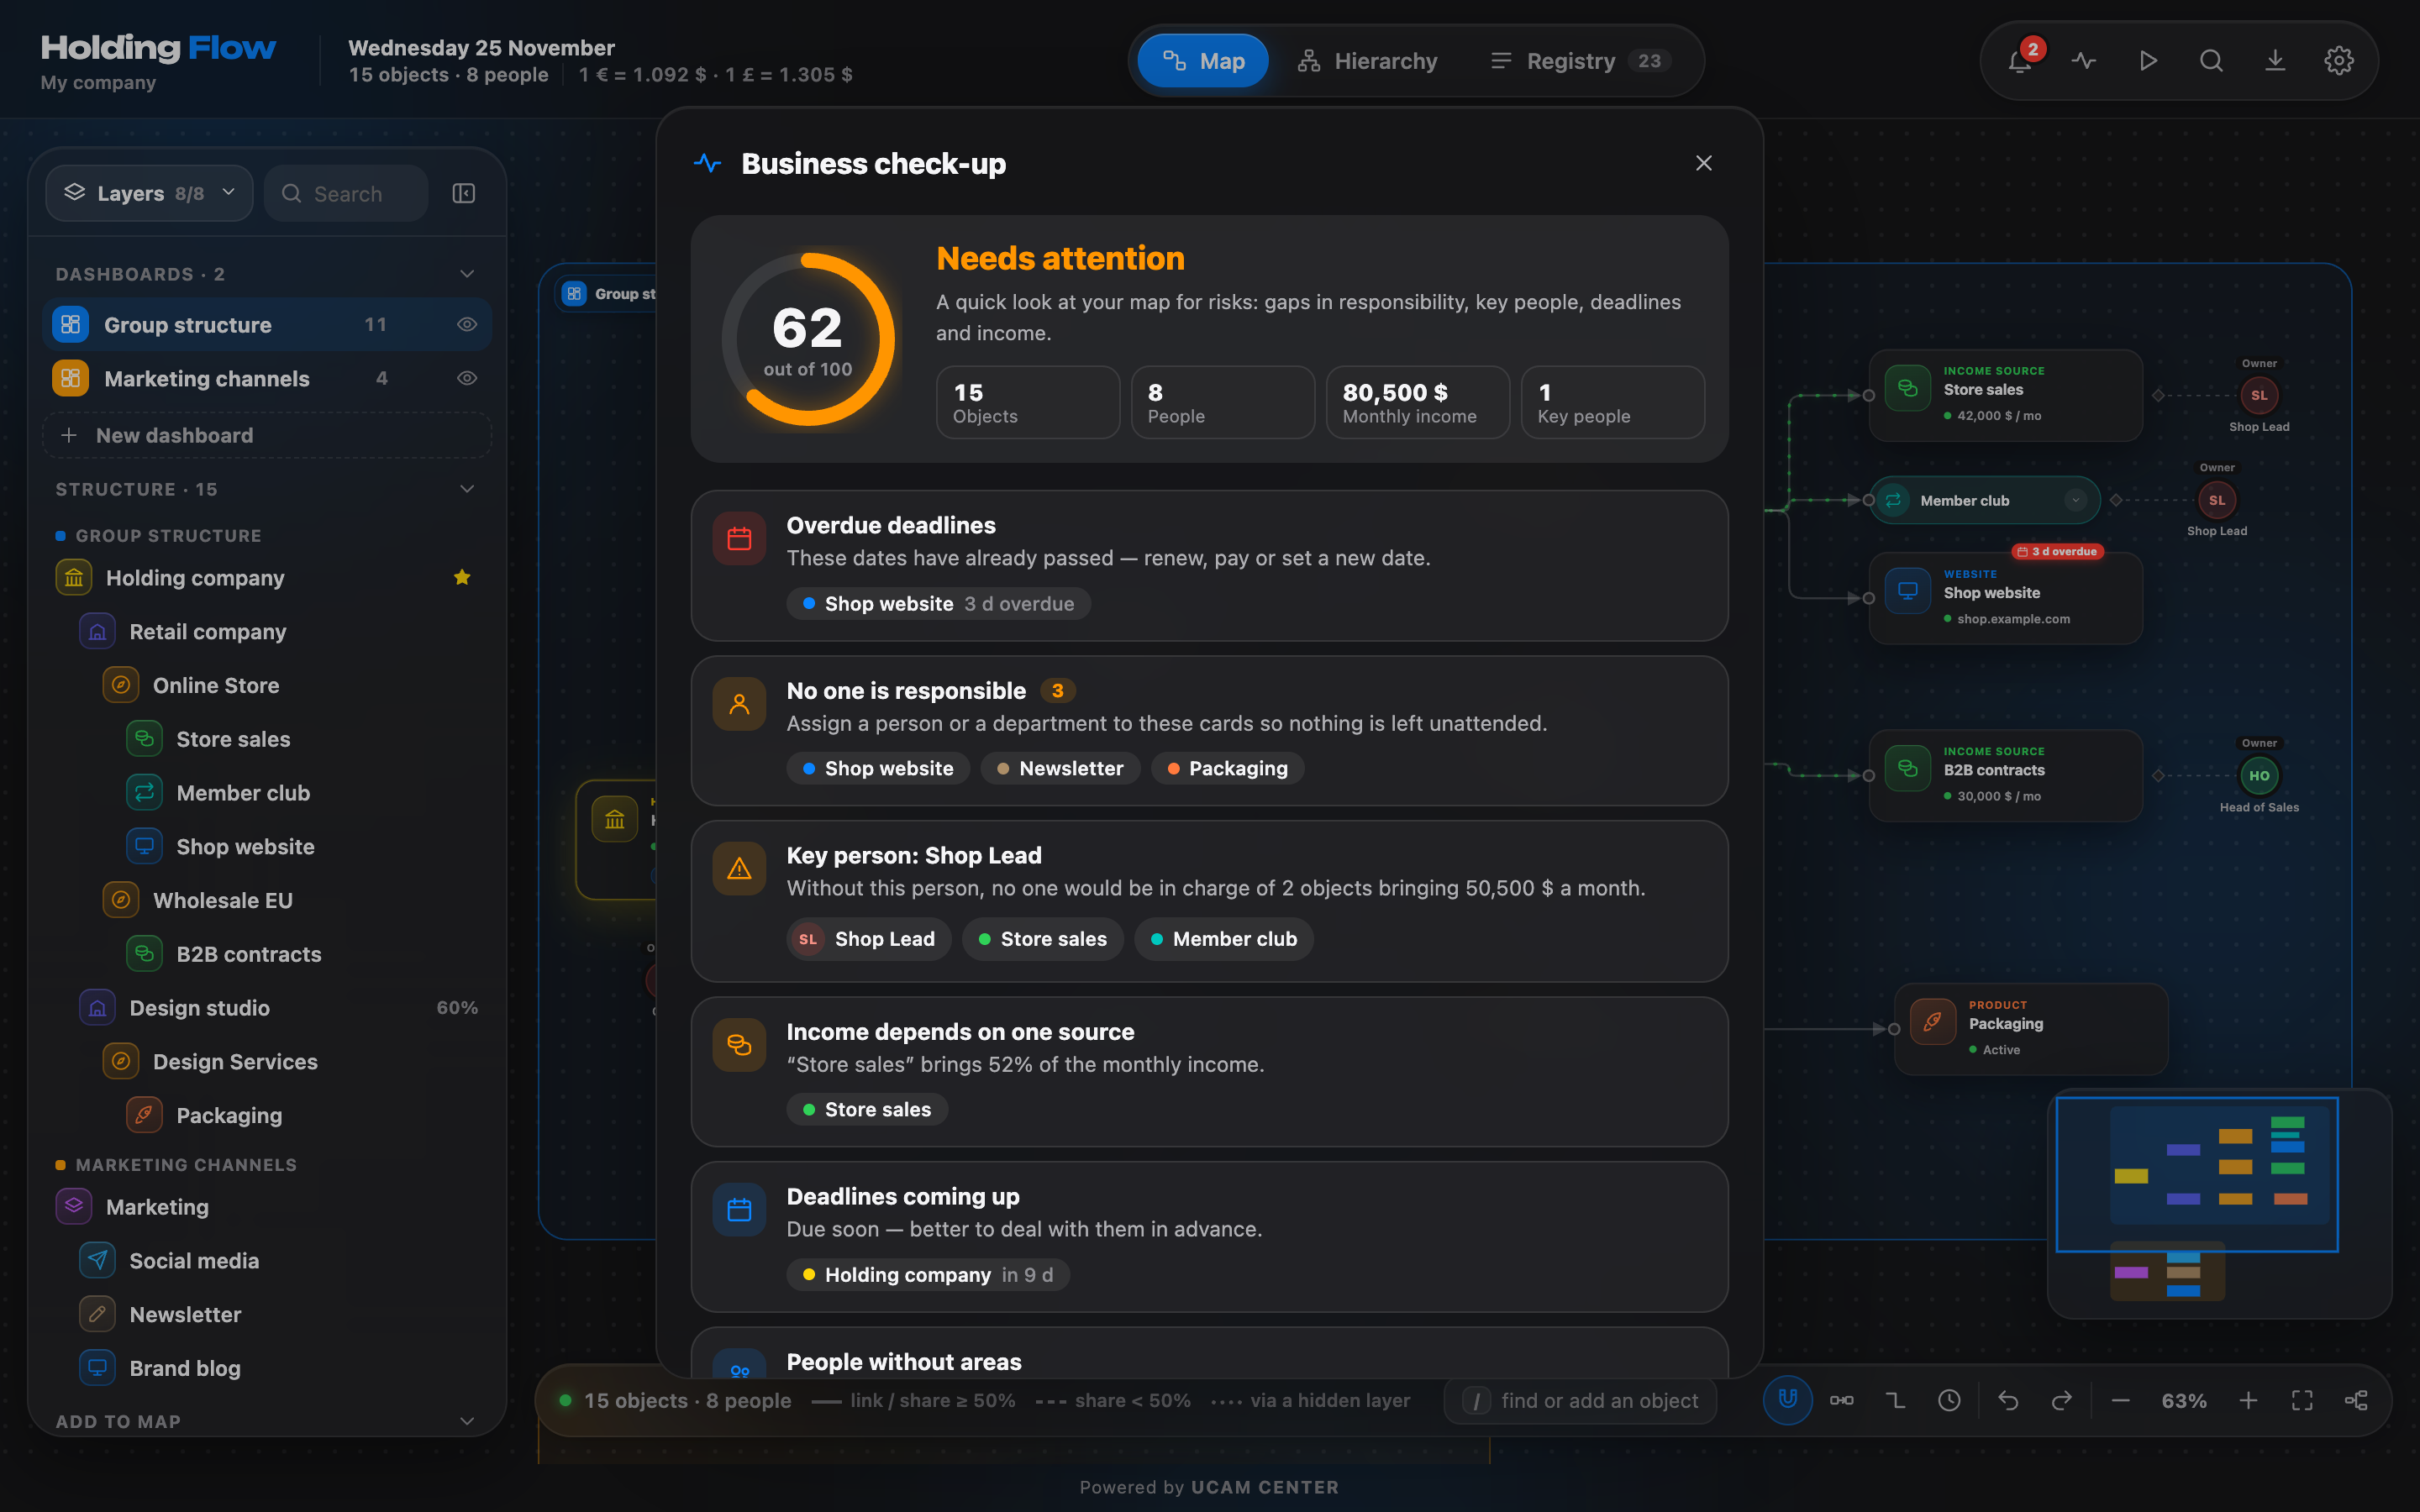 Holding Flow
My company
Wednesday 25 November
15 objects · 8 people
1 € = 1.092 $ · 1 £ = 1.305 $
Map
Hierarchy
Registry 23
2
Layers 8/8
Search
DASHBOARDS · 2
Group structure 11
Marketing channels 4
New dashboard
STRUCTURE · 15
GROUP STRUCTURE
Holding company
Retail company
Online Store
Store sales
Member club
Shop website
Wholesale EU
B2B contracts
Design studio 60%
Design Services
Packaging
MARKETING CHANNELS
Marketing
Social media
Newsletter
Brand blog
ADD TO MAP
Group st
Business check-up
62
out of 100
Needs attention
A quick look at your map for risks: gaps in responsibility, key people, deadlines
and income.
15
Objects
8
People
80,500 $
Monthly income
1
Key people
Overdue deadlines
These dates have already passed — renew, pay or set a new date.
Shop website 3 d overdue
No one is responsible 3
Assign a person or a department to these cards so nothing is left unattended.
Shop website
Newsletter
Packaging
Key person: Shop Lead
Without this person, no one would be in charge of 2 objects bringing 50,500 $ a month.
SL Shop Lead
Store sales
Member club
Income depends on one source
“Store sales” brings 52% of the monthly income.
Store sales
Deadlines coming up
Due soon — better to deal with them in advance.
Holding company in 9 d
People without areas
INCOME SOURCE
Store sales
42,000 $ / mo
Owner
SL
Shop Lead
Member club
Owner
SL
Shop Lead
3 d overdue
WEBSITE
Shop website
shop.example.com
INCOME SOURCE
B2B contracts
30,000 $ / mo
Owner
HO
Head of Sales
PRODUCT
Packaging
Active
15 objects · 8 people
link / share ≥ 50%
share < 50%
via a hidden layer
/ find or add an object
63%
Powered by UCAM CENTER